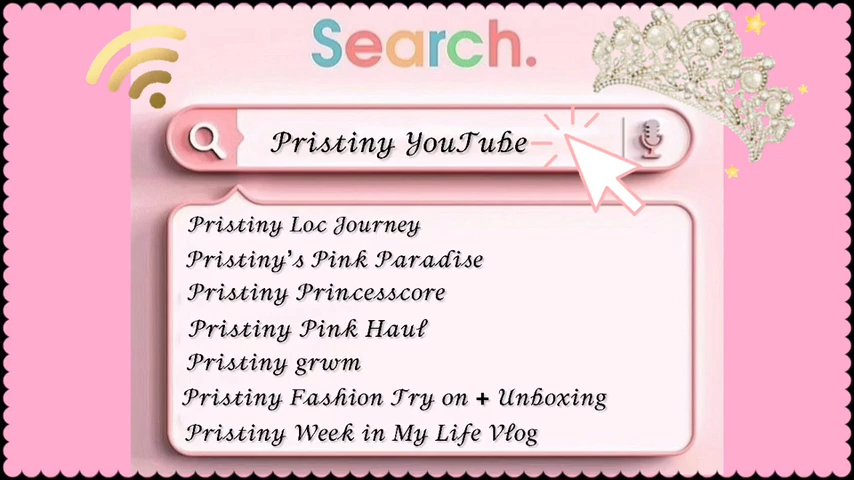 Search.
Pristiny YouTube
Pristiny Loc Journey
Pristiny's Pink Paradise
Pristiny Princesscore
Pristiny Pink Haul
Pristiny grwm
Pristiny Fashion Try on + Unboxing
Pristiny Week in My Life Vlog